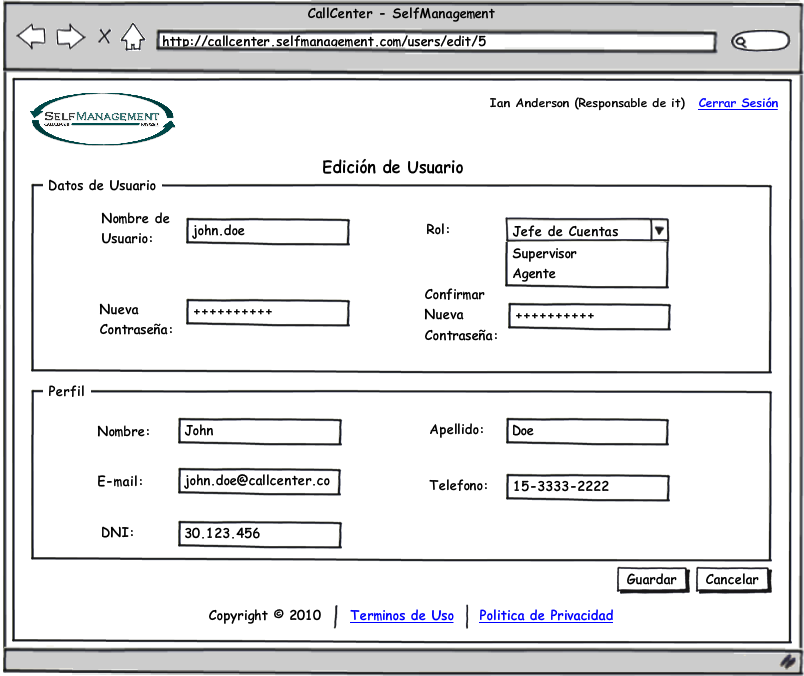 CallCenter - SelfManagement
http://callcenter.selfmanagement.com/users/edit/5
SELFMANAGEMENT
Ian Anderson (Responsable de it) Cerrar Sesión
Edición de Usuario
Datos de Usuario
Nombre de
Usuario:
john.doe
Rol:
Jefe de Cuentas
Supervisor
Agente
Nueva
Contraseña:
++++++++++
Confirmar
Nueva
Contraseña:
++++++++++
Perfil
Nombre: John
Apellido: Doe
E-mail: john.doe@callcenter.co
Telefono: 15-3333-2222
DNI: 30.123.456
Guardar Cancelar
Copyright © 2010 | Terminos de Uso | Politica de Privacidad